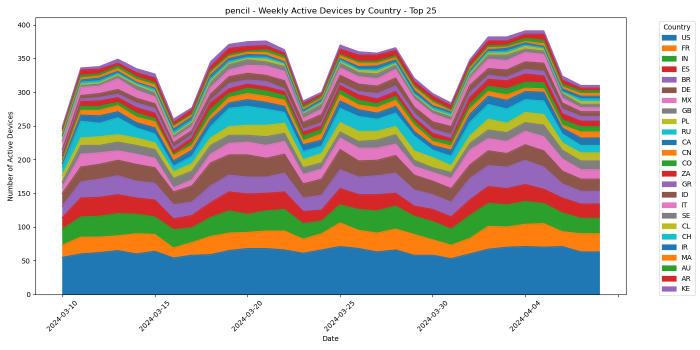 pencil - Weekly Active Devices by Country - Top 25
Number of Active Devices
400
350
300
250
200
150
100
50
0
2024-03-10
2024-03-15
2024-03-20
2024-03-25
2024-03-30
2024-04-04
Date
Country
US
FR
IN
ES
BR
DE
MX
GB
PL
RU
CA
CN
CO
ZA
GR
ID
IT
SE
CL
CH
IR
MA
AU
AR
KE